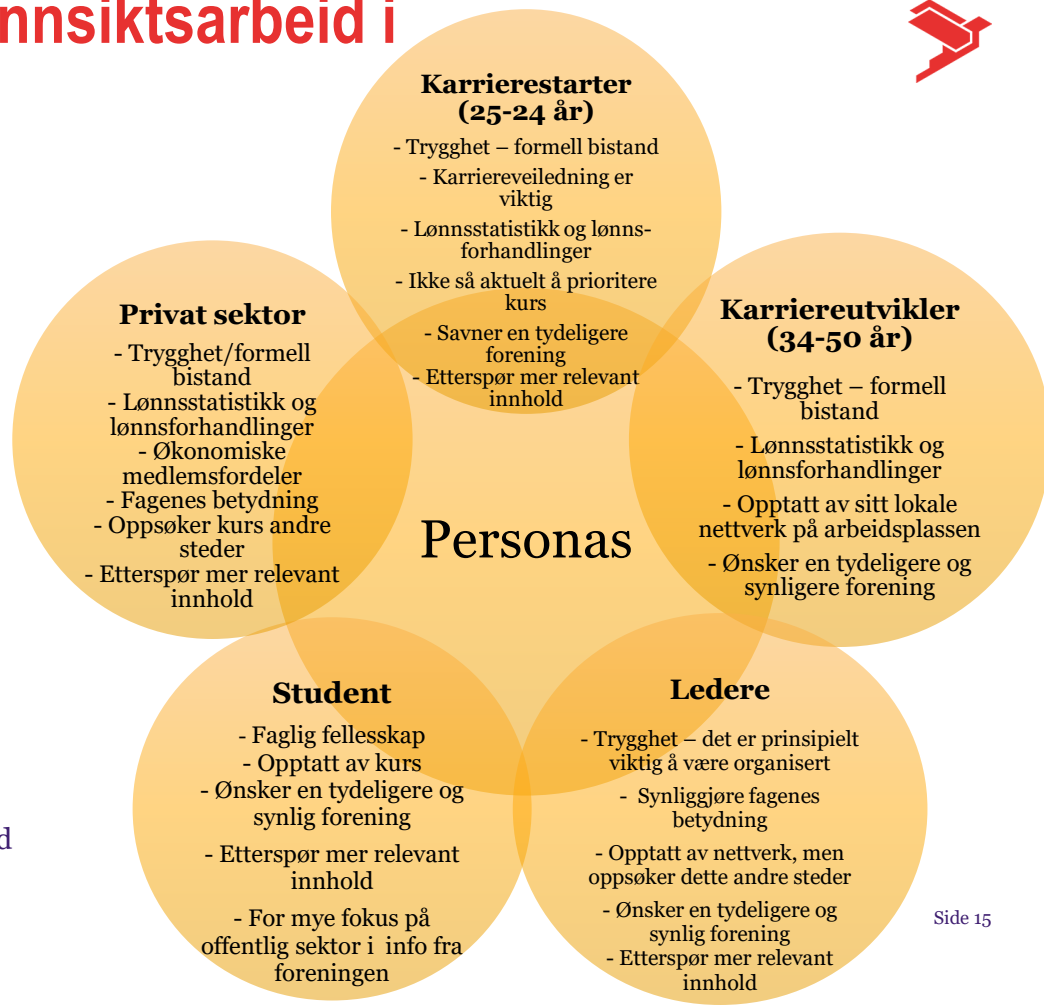 nnsiktsarbeid i
Karrierestarter
(25-24 år)
- Trygghet – formell bistand
- Karriereveiledning er
viktig
- Lønnsstatistikk og lønns-
forhandlinger
- Ikke så aktuelt å prioritere
kurs
- Savner en tydeligere
forening
- Etterspør mer relevant
innhold
Privat sektor
- Trygghet/formell
bistand
- Lønnsstatistikk og
lønnsforhandlinger
- Økonomiske
medlemsfordeler
- Fagenes betydning
- Oppsøker kurs andre
steder
- Etterspør mer relevant
innhold
Karriereutvikler
(34-50 år)
- Trygghet – formell
bistand
- Lønnsstatistikk og
lønnsforhandlinger
- Opptatt av sitt lokale
nettverk på arbeidsplassen
- Ønsker en tydeligere og
synligere forening
Personas
Student
- Faglig fellesskap
- Opptatt av kurs
- Ønsker en tydeligere og
synlig forening
- Etterspør mer relevant
innhold
- For mye fokus på
offentlig sektor i info fra
foreningen
Ledere
- Trygghet – det er prinsipielt
viktig å være organisert
- Synliggjøre fagenes
betydning
- Opptatt av nettverk, men
oppsøker dette andre steder
- Ønsker en tydeligere og
synlig forening
- Etterspør mer relevant
innhold
d
Side 15